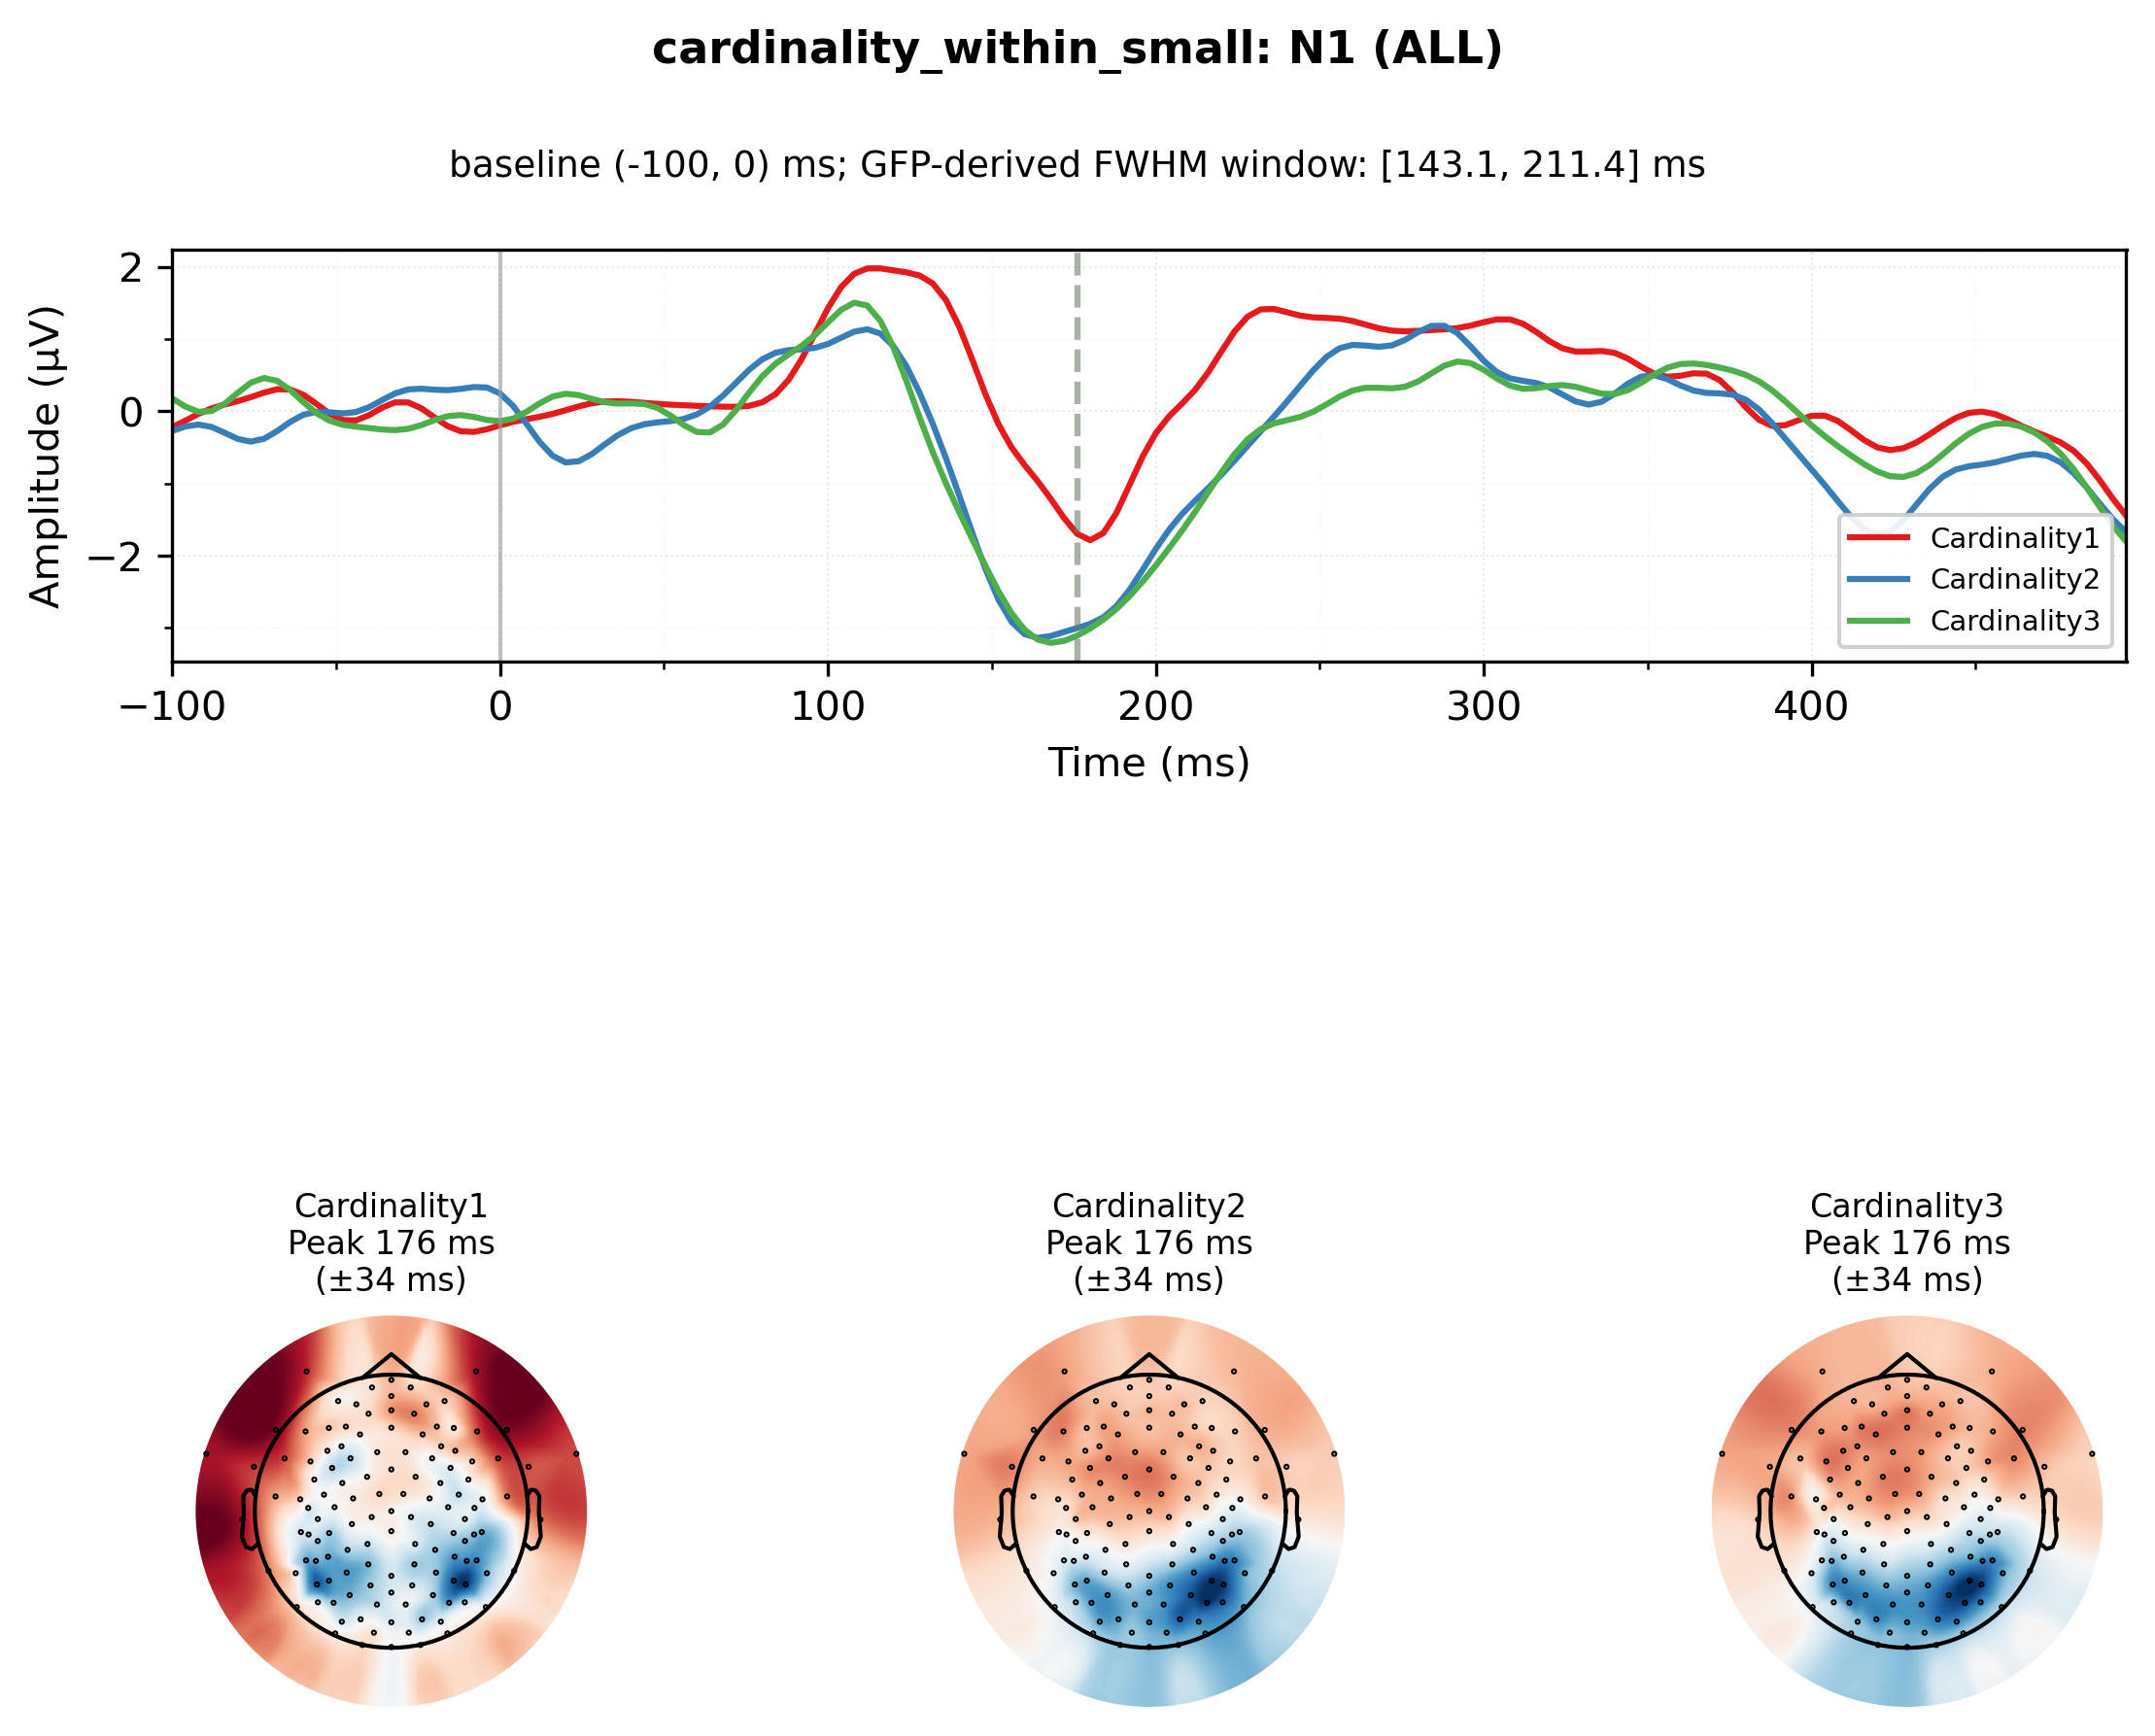 cardinality_within_small: N1 (ALL)
baseline (-100, 0) ms; GFP-derived FWHM window: [143.1, 211.4] ms
Amplitude (µV)
2
0
−2
−100
0
100
200
300
400
Time (ms)
Cardinality1
Cardinality2
Cardinality3
Cardinality1
Peak 176 ms
(±34 ms)
Cardinality2
Peak 176 ms
(±34 ms)
Cardinality3
Peak 176 ms
(±34 ms)